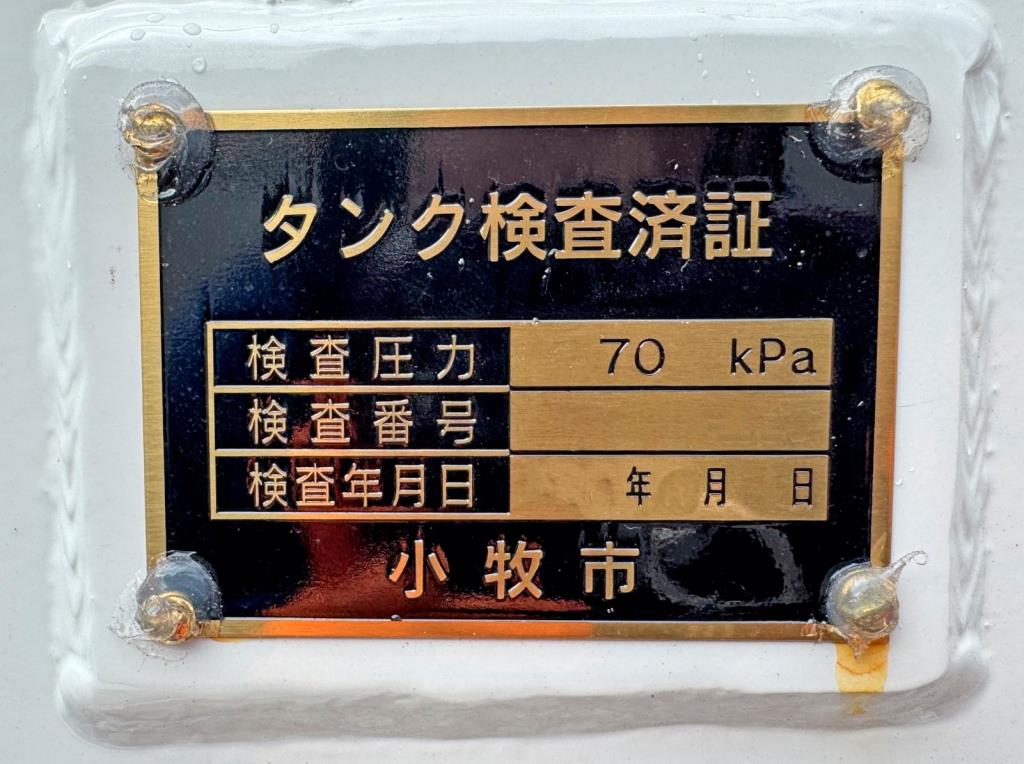 タンク検査済証
検査圧力 70 kPa
検査番号
検査年月日 年 月 日
小牧市